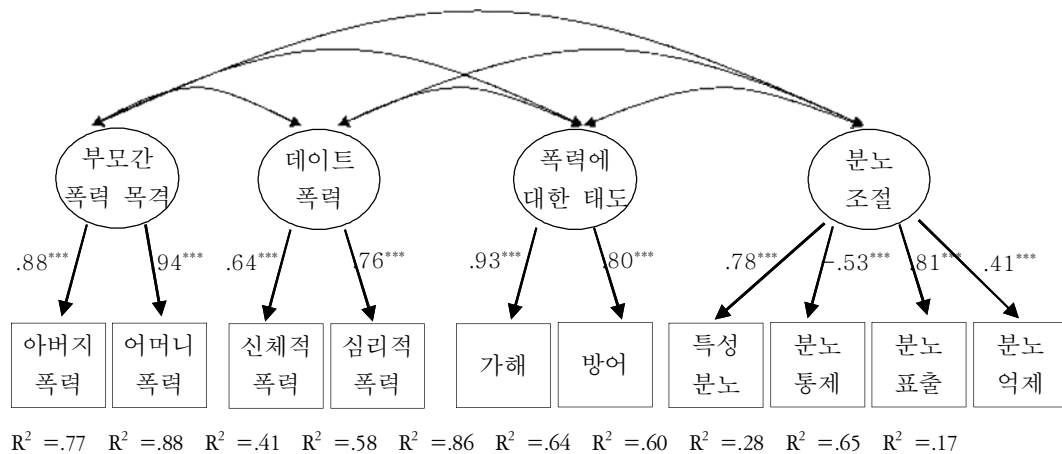 부모간
폭력 목격
데이트
폭력
폭력에
대한 태도
분노
조절
.88***
.94***
.64***
.76***
.93***
.80***
.78***
-.53***
.81***
.41***
아버지
폭력
어머니
폭력
신체적
폭력
심리적
폭력
가해
방어
특성
분노
분노
통제
분노
표출
분노
억제
R² =.77 R² =.88 R² =.41 R² =.58 R² =.86 R² =.64 R² =.60 R² =.28 R² =.65 R² =.17